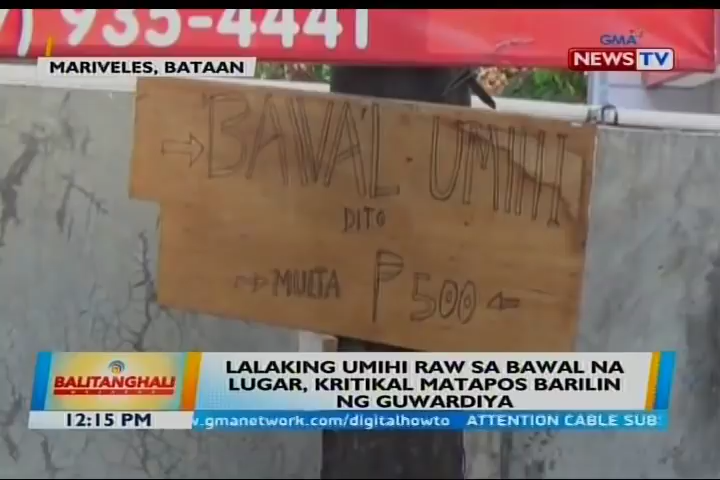 ) 935-4441
GMA
NEWS TV
MARIVELES, BATAAN
BAWAL UMIHI
DITO
MULTA ₱500
LALAKING UMIHI RAW SA BAWAL NA
LUGAR, KRITIKAL MATAPOS BARILIN
NG GUWARDIYA
BALITANGHALI
12:15 PM
w.gmanetwork.com/digitalhowto ATTENTION CABLE SUB